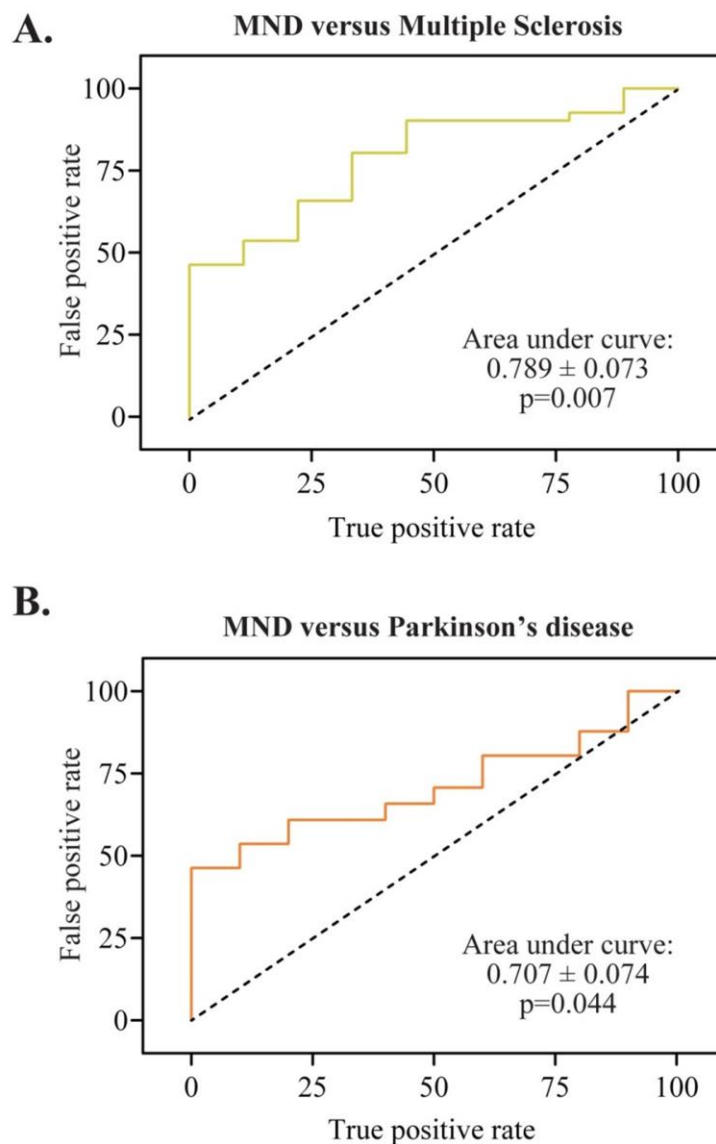 A.
MND versus Multiple Sclerosis
100
75
50
25
0
False positive rate
Area under curve:
0.789 ± 0.073
p=0.007
0 25 50 75 100
True positive rate
B.
MND versus Parkinson’s disease
100
75
50
25
0
False positive rate
Area under curve:
0.707 ± 0.074
p=0.044
0 25 50 75 100
True positive rate